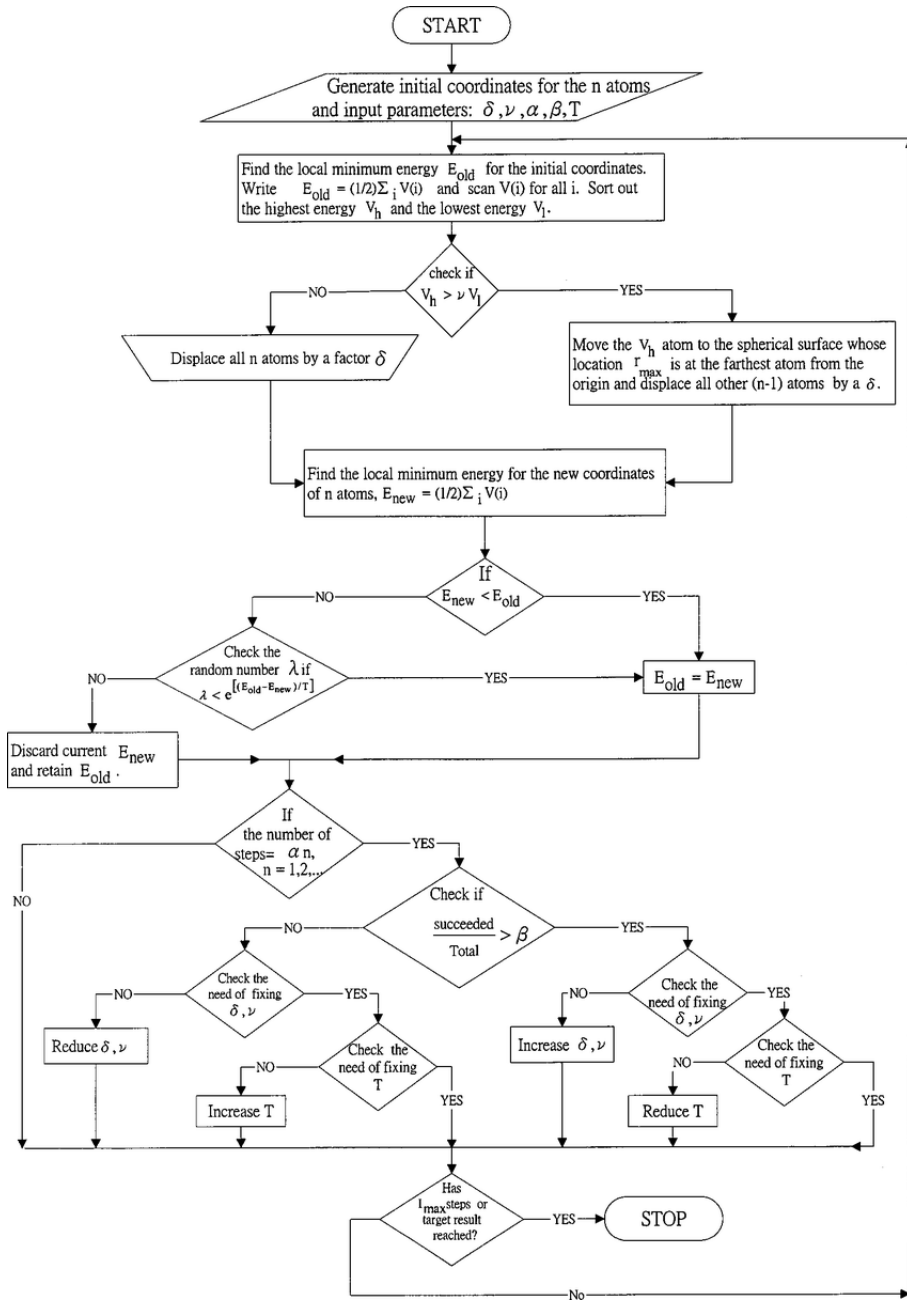 START
Generate initial coordinates for the n atoms
and input parameters: δ , ν , α , β , T
Find the local minimum energy E_old for the initial coordinates.
Write E_old = (1/2)Σ_i V(i) and scan V(i) for all i. Sort out
the highest energy V_h and the lowest energy V_l.
check if
V_h > ν V_l
NO
YES
Displace all n atoms by a factor δ
Move the V_h atom to the spherical surface whose
location r_max is at the farthest atom from the
origin and displace all other (n-1) atoms by a δ .
Find the local minimum energy for the new coordinates
of n atoms, E_new = (1/2)Σ_i V(i)
If
E_new < E_old
NO
YES
Check the
random number λ if
λ < e^[(E_old-E_new)/T]
NO
YES
E_old = E_new
Discard current E_new
and retain E_old .
If
the number of
steps= α n,
n = 1,2,...
NO
YES
Check if
succeeded
Total
> β
NO
YES
Check the
need of fixing
δ , ν
NO
YES
Reduce δ , ν
Check the
need of fixing
T
NO
YES
Increase T
Check the
need of fixing
δ , ν
NO
YES
Increase δ , ν
Check the
need of fixing
T
NO
YES
Reduce T
Has
I_max steps or
target result
reached?
YES
STOP
No